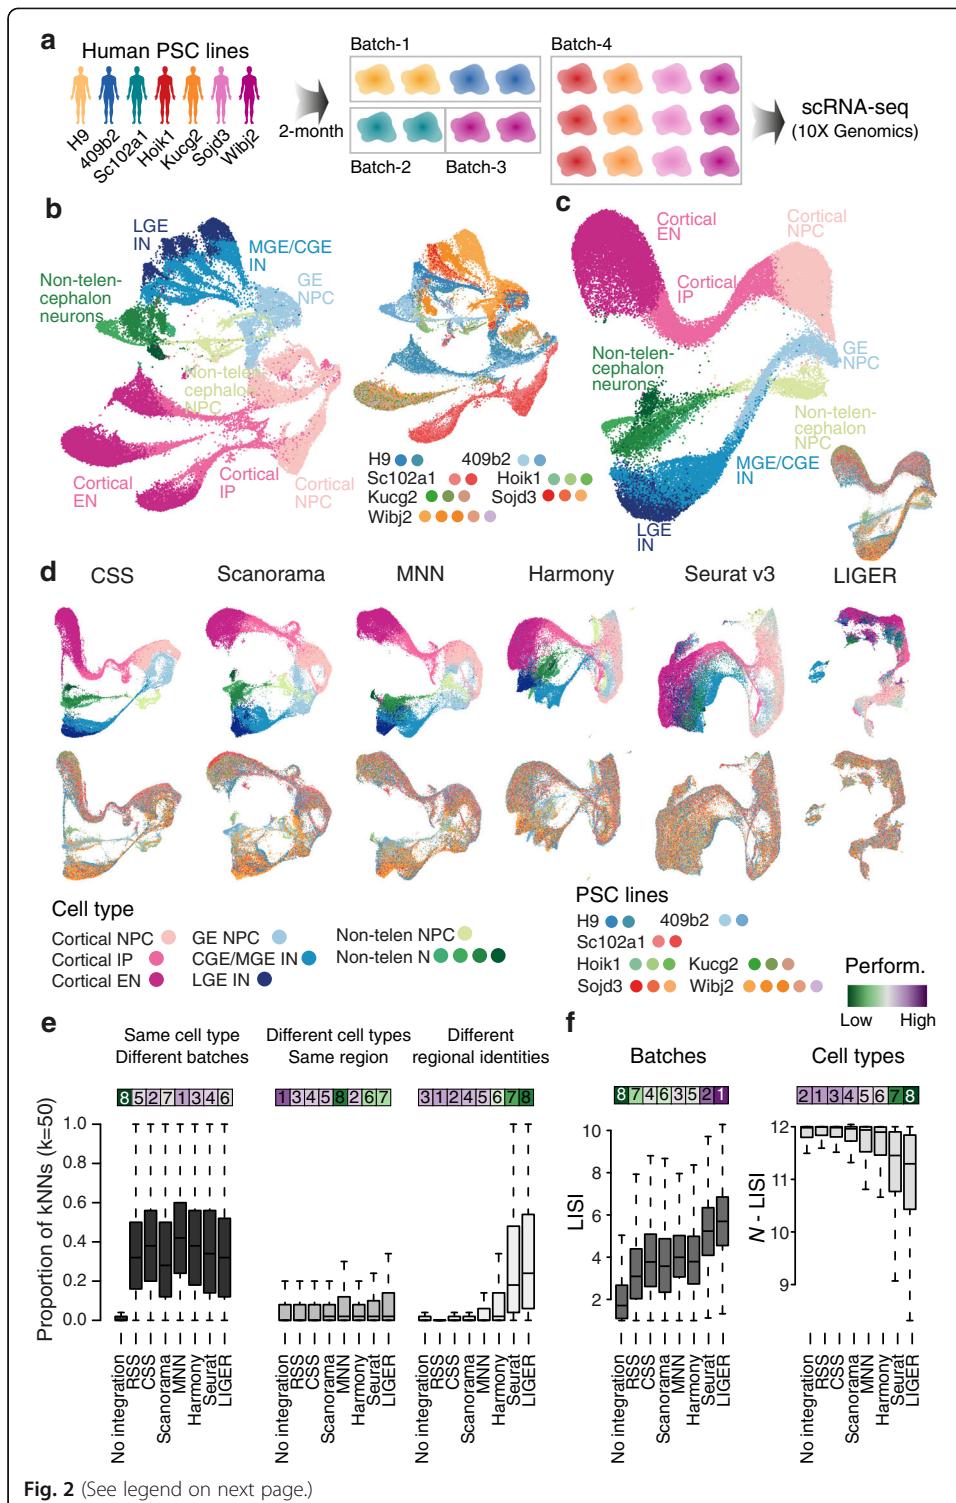 a
Human PSC lines
H9
409b2
Sc102a1
Hoik1
Kucg2
Sojd3
Wibj2
2-month
Batch-1
Batch-2
Batch-3
Batch-4
scRNA-seq
(10X Genomics)
b
LGE
IN
MGE/CGE
IN
GE
NPC
Non-telen-
cephalon
neurons
Non-telen-
cephalon
NPC
Cortical
EN
Cortical
IP
Cortical
NPC
H9
409b2
Sc102a1
Hoik1
Kucg2
Sojd3
Wibj2
c
Cortical
EN
Cortical
NPC
Cortical
IP
Non-telen-
cephalon
neurons
GE
NPC
Non-telen-
cephalon
NPC
MGE/CGE
IN
LGE
IN
d
CSS
Scanorama
MNN
Harmony
Seurat v3
LIGER
Cell type
Cortical NPC
GE NPC
Non-telen NPC
Cortical IP
CGE/MGE IN
Non-telen N
Cortical EN
LGE IN
PSC lines
H9
409b2
Sc102a1
Hoik1
Kucg2
Sojd3
Wibj2
Perform.
Low
High
e
Same cell type
Different batches
Different cell types
Same region
Different
regional identities
8 5 2 7 1 3 4 6
1 3 4 5 8 2 6 7
3 1 2 4 5 6 7 8
Proportion of kNNs (k=50)
1.0
0.8
0.6
0.4
0.2
0.0
No integration
RSS
CSS
Scanorama
MNN
Harmony
Seurat
LIGER
No integration
RSS
CSS
Scanorama
MNN
Harmony
Seurat
LIGER
No integration
RSS
CSS
Scanorama
MNN
Harmony
Seurat
LIGER
f
Batches
8 7 4 6 3 5 2 1
LISI
10
8
6
4
2
No integration
RSS
CSS
Scanorama
MNN
Harmony
Seurat
LIGER
Cell types
2 1 3 4 5 6 7 8
N - LISI
12
11
10
9
No integration
RSS
CSS
Scanorama
MNN
Harmony
Seurat
LIGER
Fig. 2 (See legend on next page.)